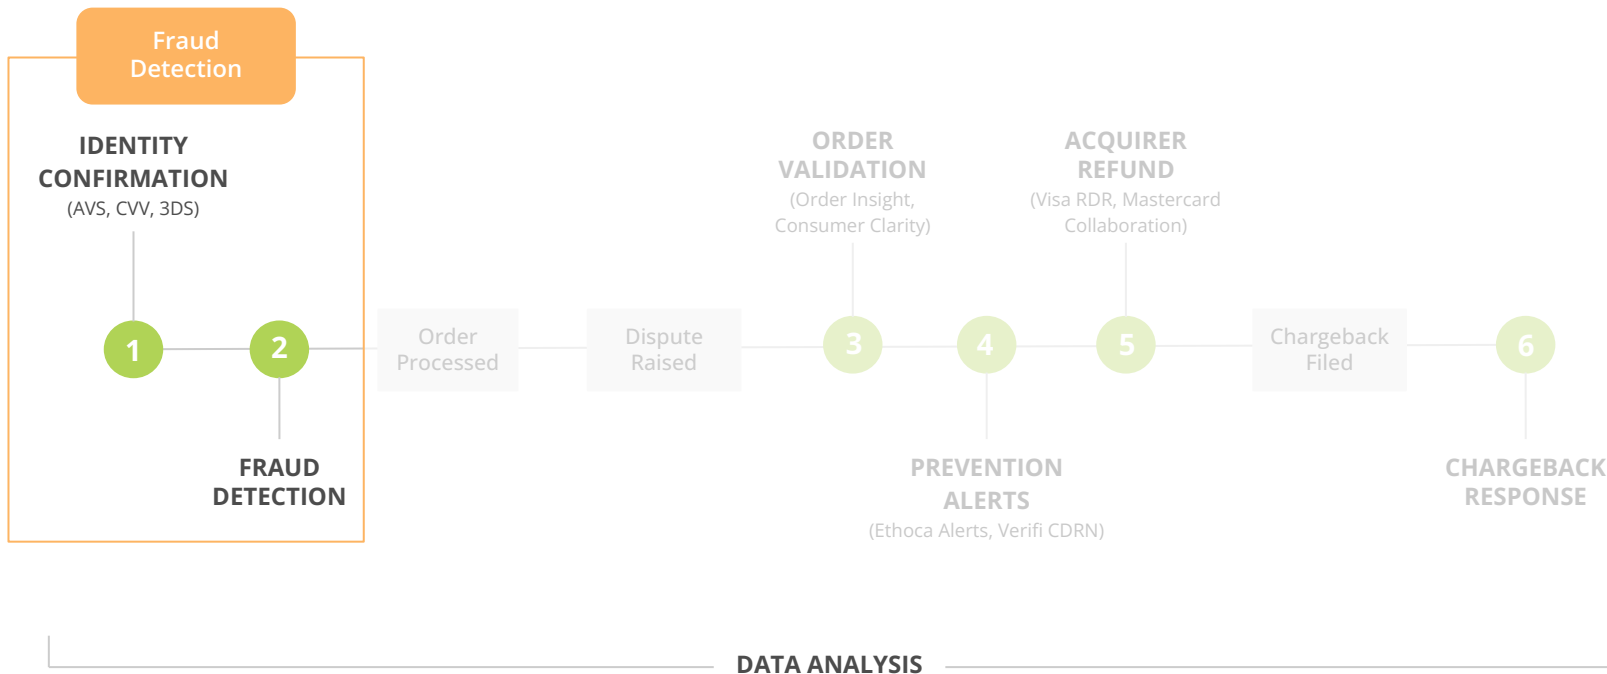 Fraud
Detection
IDENTITY
CONFIRMATION
(AVS, CVV, 3DS)
1
2
FRAUD
DETECTION
Order
Processed
Dispute
Raised
ORDER
VALIDATION
(Order Insight,
Consumer Clarity)
3
4
PREVENTION
ALERTS
(Ethoca Alerts, Verifi CDRN)
ACQUIRER
REFUND
(Visa RDR, Mastercard
Collaboration)
5
Chargeback
Filed
6
CHARGEBACK
RESPONSE
DATA ANALYSIS